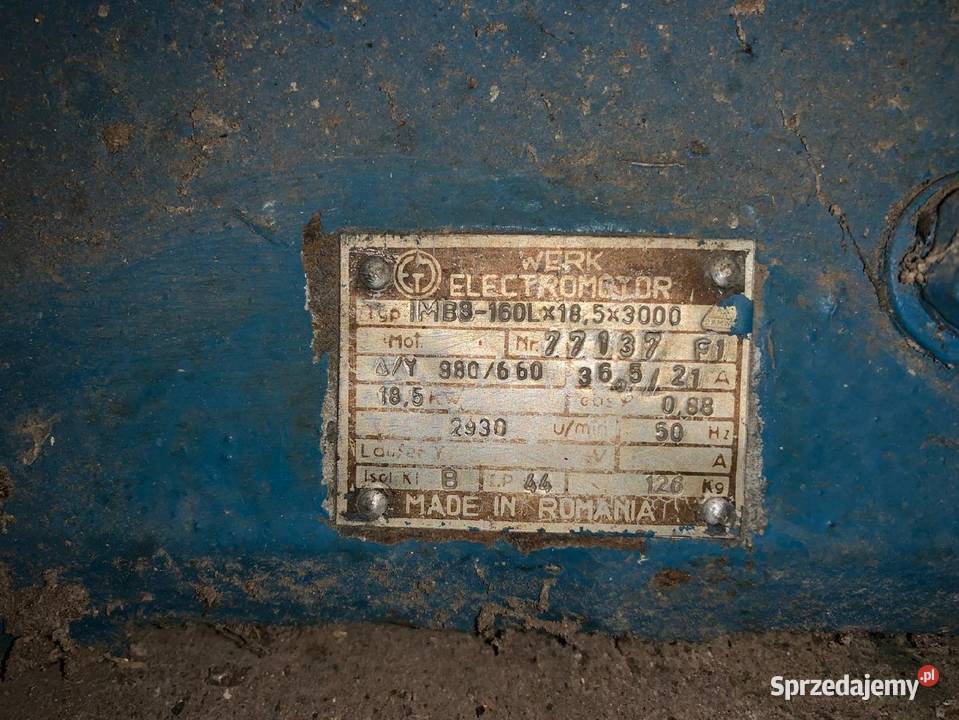 WERK
ELECTROMOTOR
Typ IMB3-160L×18,5×3000
Mot. Nr. 77137 F1
Δ/Y 380/660 36,5/21 A
18,5 KW cos φ 0,88
2930 u/min 50 Hz
Laufer Y V A
Isol Kl B I.P 44 126 Kg
MADE IN ROMANIA
Sprzedajemy.pl